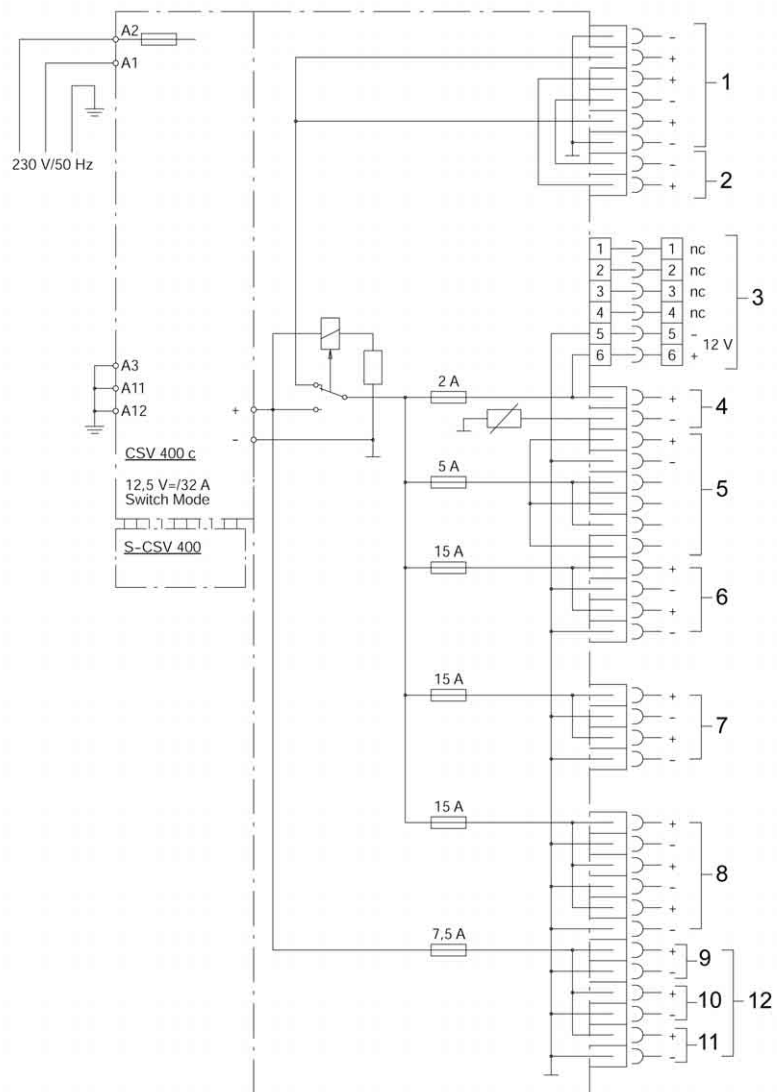 A2
A1
230 V/50 Hz
A3
A11
A12
+
-
CSV 400 c
12,5 V=/32 A
Switch Mode
S-CSV 400
-
+
+
-
+
-
1
-
+
2
1 1 nc
2 2 nc
3 3 nc
4 4 nc
5 5 -
12 V
6 6 +
3
2 A
+
-
4
+
-
5 A
5
15 A
+
-
+
-
6
15 A
+
-
+
-
7
15 A
+
-
+
-
+
-
8
7,5 A
+
-
9
+
-
10
+
-
11
12